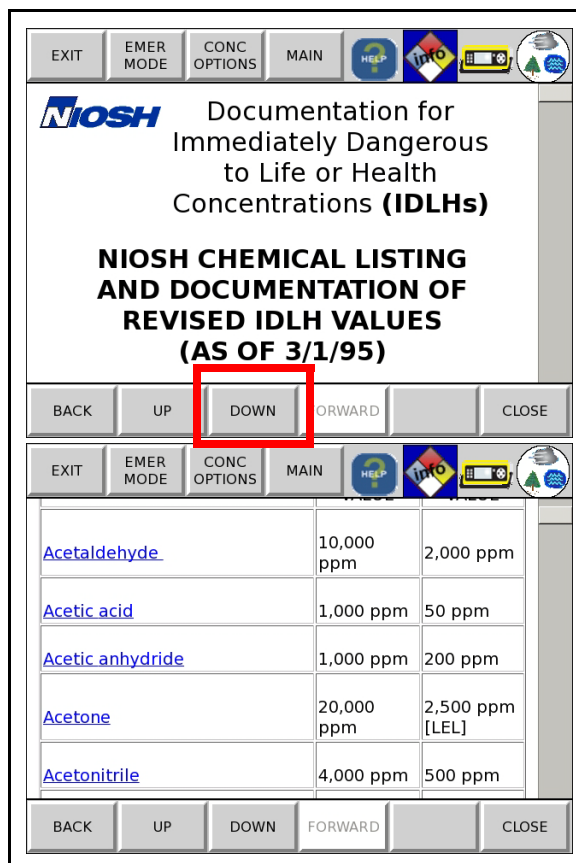 EXIT
EMER MODE
CONC OPTIONS
MAIN
HELP
info
NIOSH
Documentation for
Immediately Dangerous
to Life or Health
Concentrations (IDLHs)
NIOSH CHEMICAL LISTING
AND DOCUMENTATION OF
REVISED IDLH VALUES
(AS OF 3/1/95)
BACK UP DOWN FORWARD CLOSE
EXIT
EMER MODE
CONC OPTIONS
MAIN
HELP
info
VALUE VALUE
Acetaldehyde 10,000 ppm 2,000 ppm
Acetic acid 1,000 ppm 50 ppm
Acetic anhydride 1,000 ppm 200 ppm
Acetone 20,000 ppm 2,500 ppm [LEL]
Acetonitrile 4,000 ppm 500 ppm
BACK UP DOWN FORWARD CLOSE